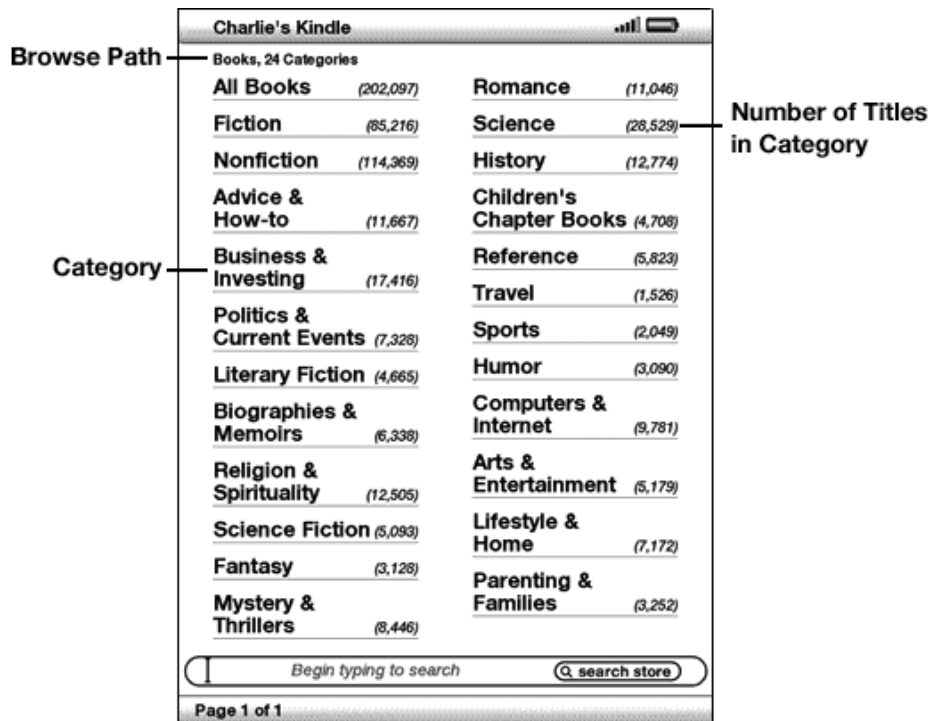 Charlie's Kindle
Browse Path
Books, 24 Categories
All Books (202,097)
Fiction (85,216)
Nonfiction (114,369)
Advice &
How-to (11,667)
Category
Business &
Investing (17,416)
Politics &
Current Events (7,328)
Literary Fiction (4,665)
Biographies &
Memoirs (6,338)
Religion &
Spirituality (12,505)
Science Fiction (5,093)
Fantasy (3,128)
Mystery &
Thrillers (8,446)
Romance (11,046)
Science (28,529)
Number of Titles
in Category
History (12,774)
Children's
Chapter Books (4,708)
Reference (5,823)
Travel (1,526)
Sports (2,049)
Humor (3,090)
Computers &
Internet (9,781)
Arts &
Entertainment (5,179)
Lifestyle &
Home (7,172)
Parenting &
Families (3,252)
Begin typing to search
search store
Page 1 of 1